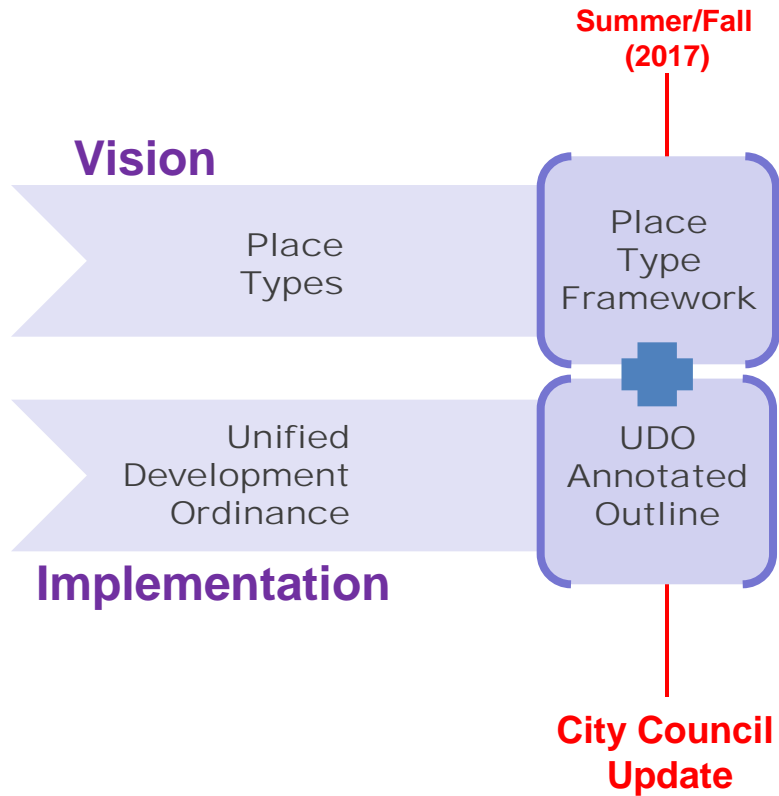 Summer/Fall
(2017)
Vision
Place
Types
Place
Type
Framework
Unified
Development
Ordinance
UDO
Annotated
Outline
Implementation
City Council
Update